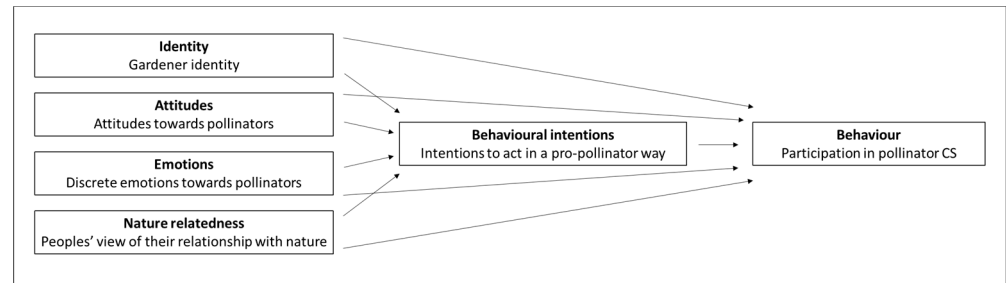 Identity
Gardener identity
Attitudes
Attitudes towards pollinators
Emotions
Discrete emotions towards pollinators
Nature relatedness
Peoples' view of their relationship with nature
Behavioural intentions
Intentions to act in a pro-pollinator way
Behaviour
Participation in pollinator CS